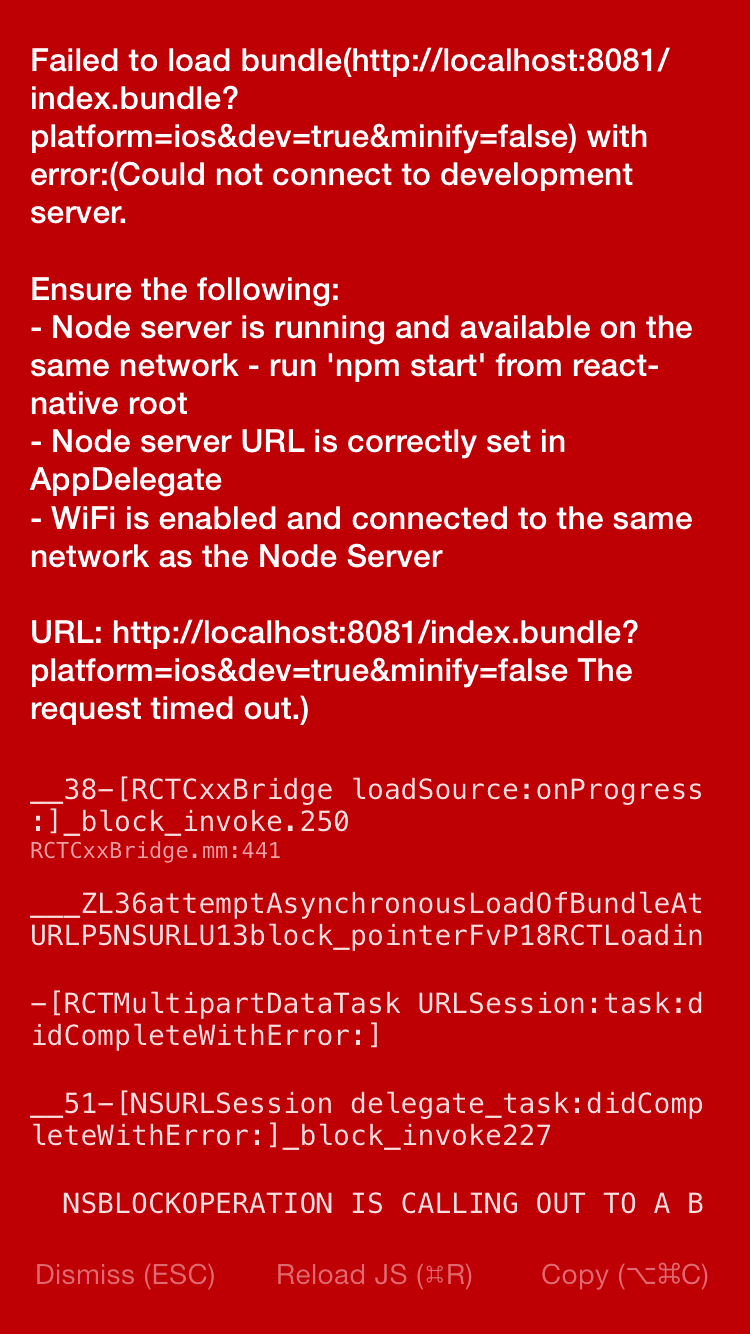 Failed to load bundle(http://localhost:8081/
index.bundle?
platform=ios&dev=true&minify=false) with
error:(Could not connect to development
server.
Ensure the following:
- Node server is running and available on the
same network - run 'npm start' from react-
native root
- Node server URL is correctly set in
AppDelegate
- WiFi is enabled and connected to the same
network as the Node Server
URL: http://localhost:8081/index.bundle?
platform=ios&dev=true&minify=false The
request timed out.)
__38-[RCTCxxBridge loadSource:onProgress
:]_block_invoke.250
RCTCxxBridge.mm:441
___ZL36attemptAsynchronousLoadOfBundleAt
URLP5NSURLU13block_pointerFvP18RCTLoadin
-[RCTMultipartDataTask URLSession:task:d
idCompleteWithError:]
__51-[NSURLSession delegate_task:didComp
leteWithError:]_block_invoke227
NSBLOCKOPERATION IS CALLING OUT TO A B
Dismiss (ESC) Reload JS (⌘R) Copy (⌥⌘C)